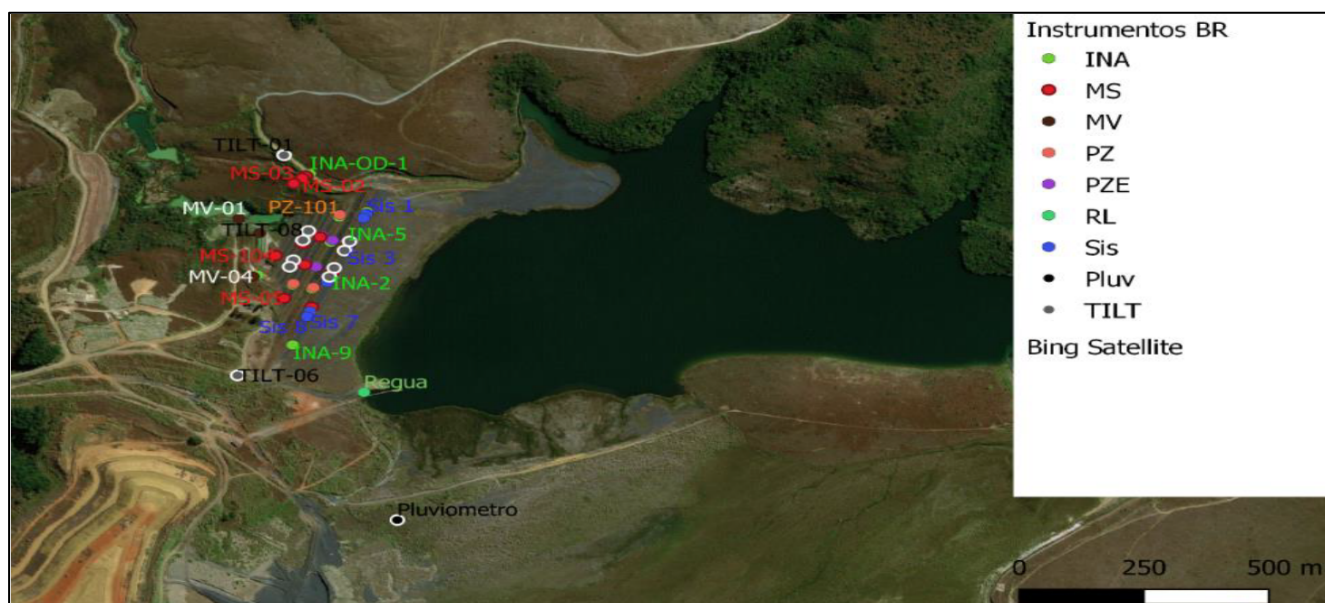 Instrumentos BR
INA
MS
MV
PZ
PZE
RL
Sis
Pluv
TILT
Bing Satellite
TILT-01
INA-OD-1
MS-03
MS-02
MV-01
PZ-101
Sis 1
TILT-08
INA-5
MS-104
Sis 3
MV-04
INA-2
MS-05
Sis 8
Sis 7
INA-9
TILT-06
Regua
Pluviometro
0 250 500 m